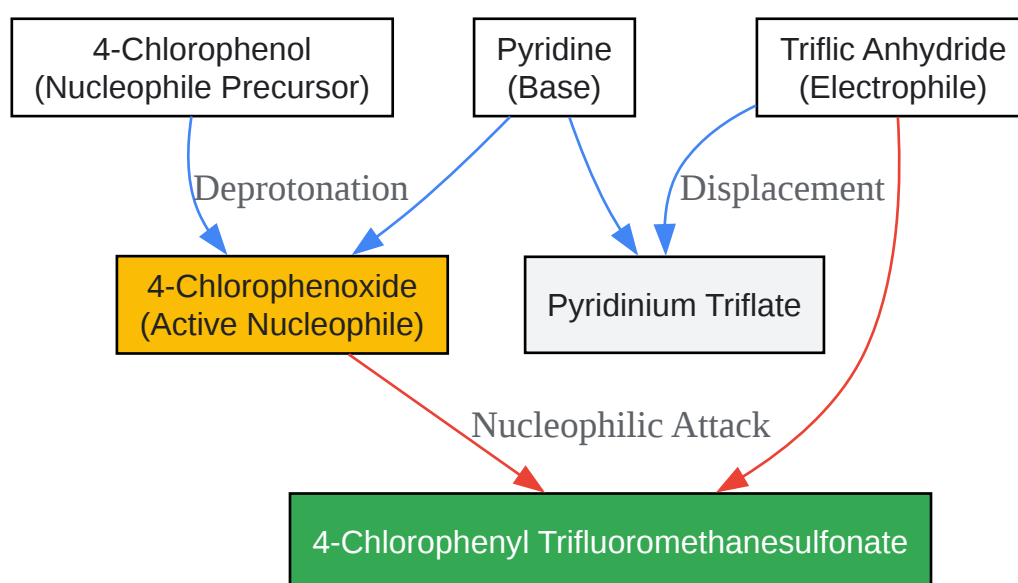 4-Chlorophenol
(Nucleophile Precursor)
Pyridine
(Base)
Triflic Anhydride
(Electrophile)
Deprotonation
Displacement
4-Chlorophenoxide
(Active Nucleophile)
Pyridinium Triflate
Nucleophilic Attack
4-Chlorophenyl Trifluoromethanesulfonate